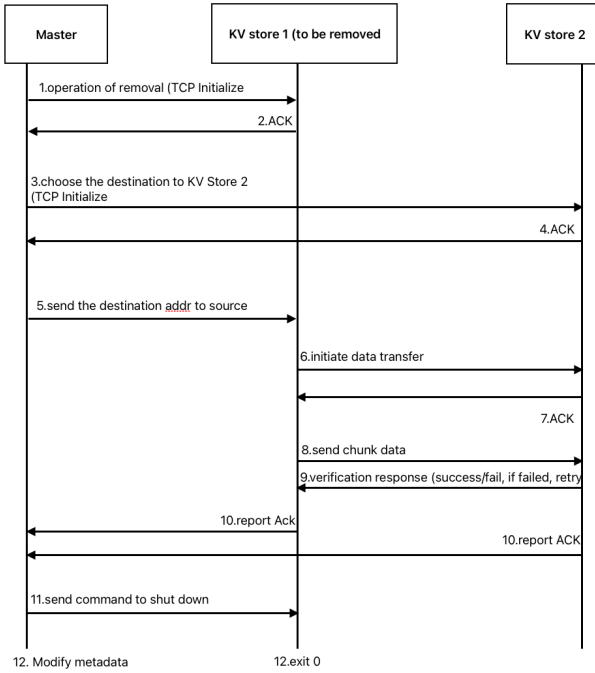 Master
KV store 1 (to be removed
KV store 2
1.operation of removal (TCP Initialize
2.ACK
3.choose the destination to KV Store 2
(TCP Initialize
4.ACK
5.send the destination addr to source
6.initiate data transfer
7.ACK
8.send chunk data
9.verification response (success/fail, if failed, retry
10.report Ack
10.report ACK
11.send command to shut down
12. Modify metadata
12.exit 0